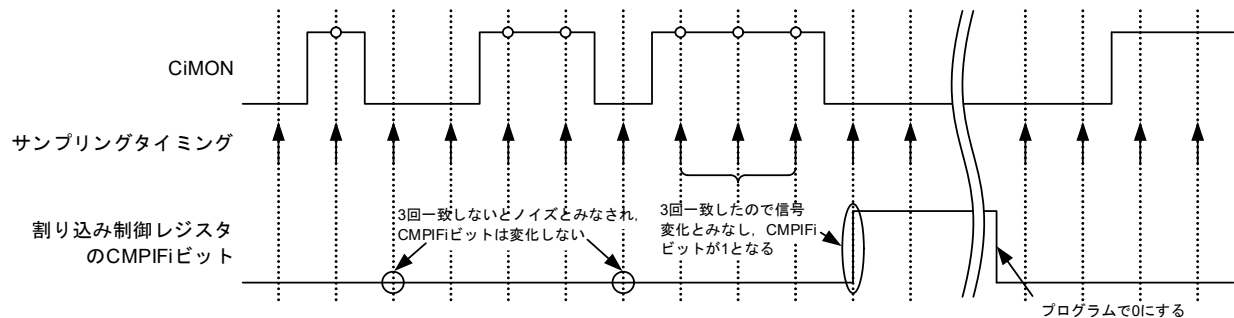 CiMON
サンプリングタイミング
割り込み制御レジスタ
のCMPIFiビット
3回一致しないとノイズとみなされ,
CMPIFiビットは変化しない
3回一致したので信号
変化とみなし, CMPIFi
ビットが1となる
プログラムで0にする